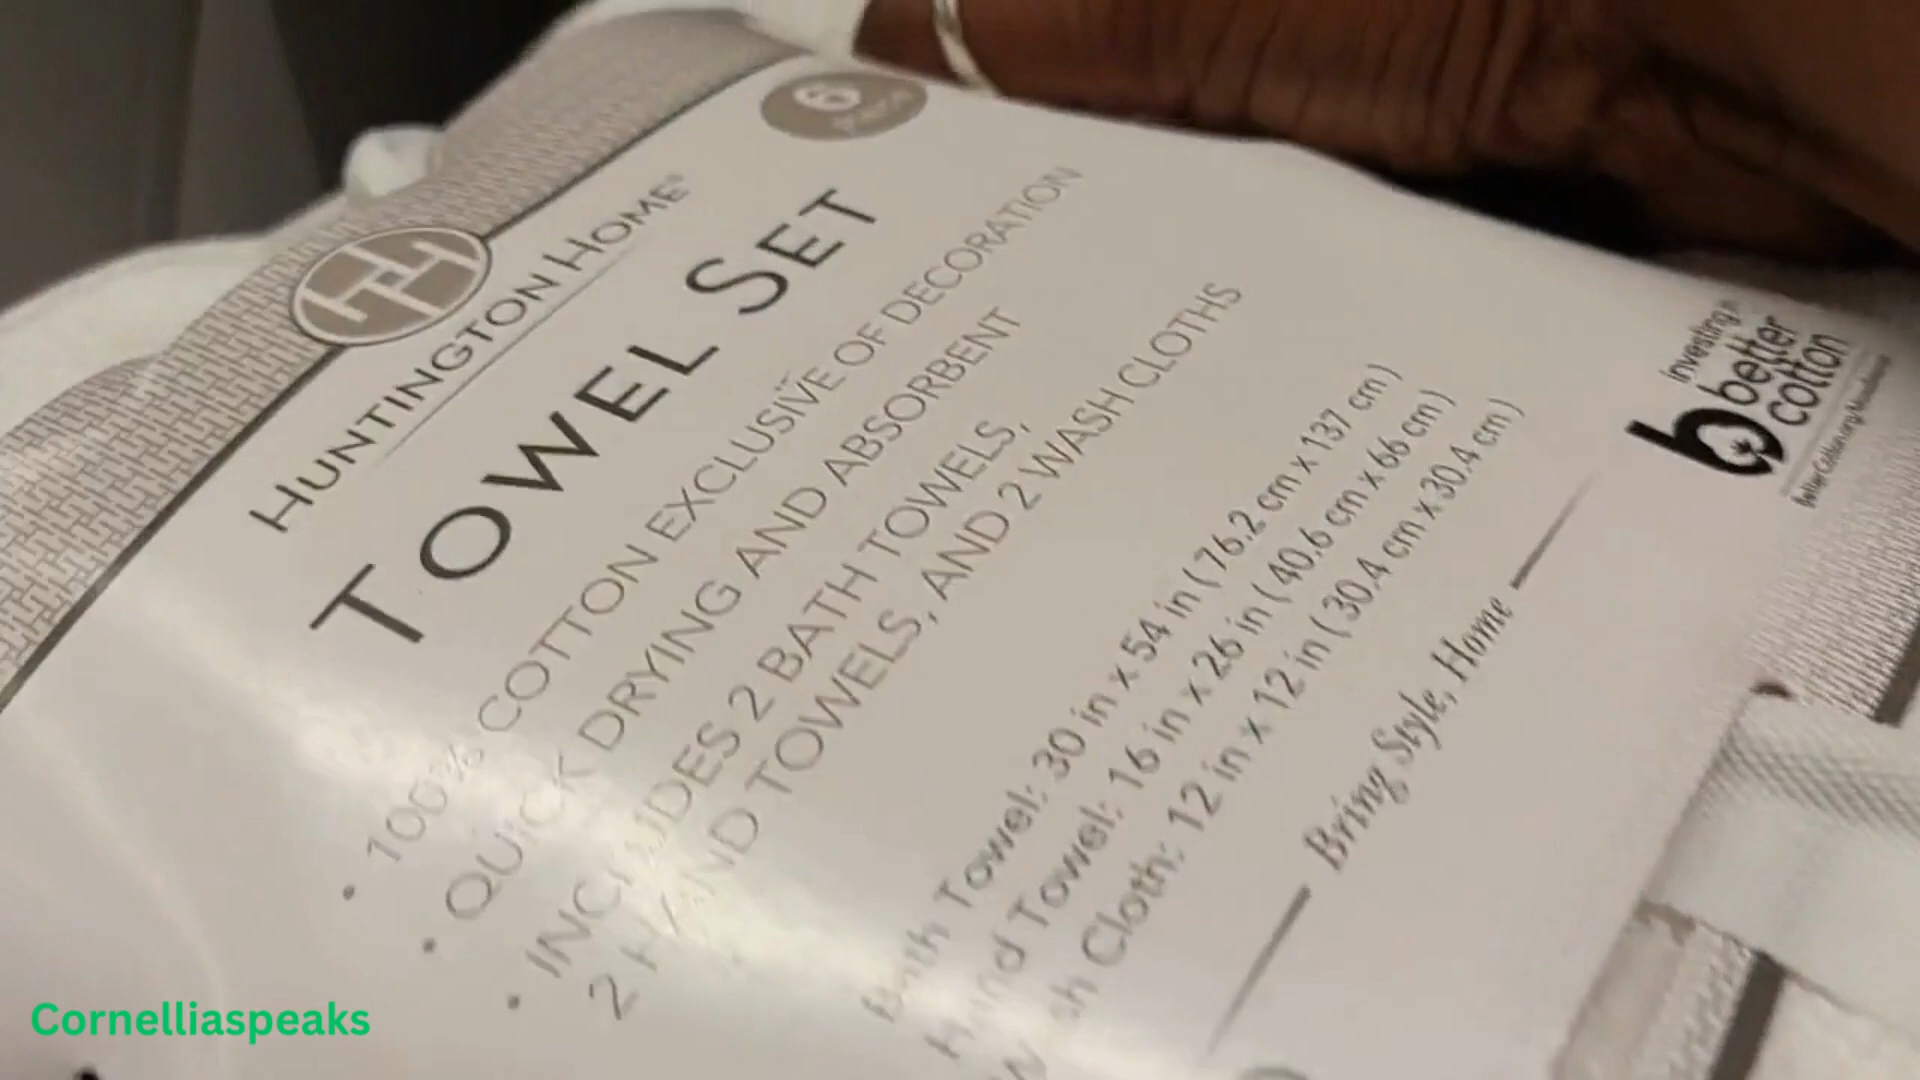 6
HUNTINGTON HOME®
TOWEL SET
• 100% COTTON EXCLUSIVE OF DECORATION
• QUICK DRYING AND ABSORBENT
• INCLUDES 2 BATH TOWELS,
2 HAND TOWELS, AND 2 WASH CLOTHS
Bath Towel: 30 in x 54 in ( 76.2 cm x 137 cm )
Hand Towel: 16 in x 26 in ( 40.6 cm x 66 cm )
Wash Cloth: 12 in x 12 in ( 30.4 cm x 30.4 cm )
Bring Style, Home
investing in
better
cotton
Cornelliaspeaks